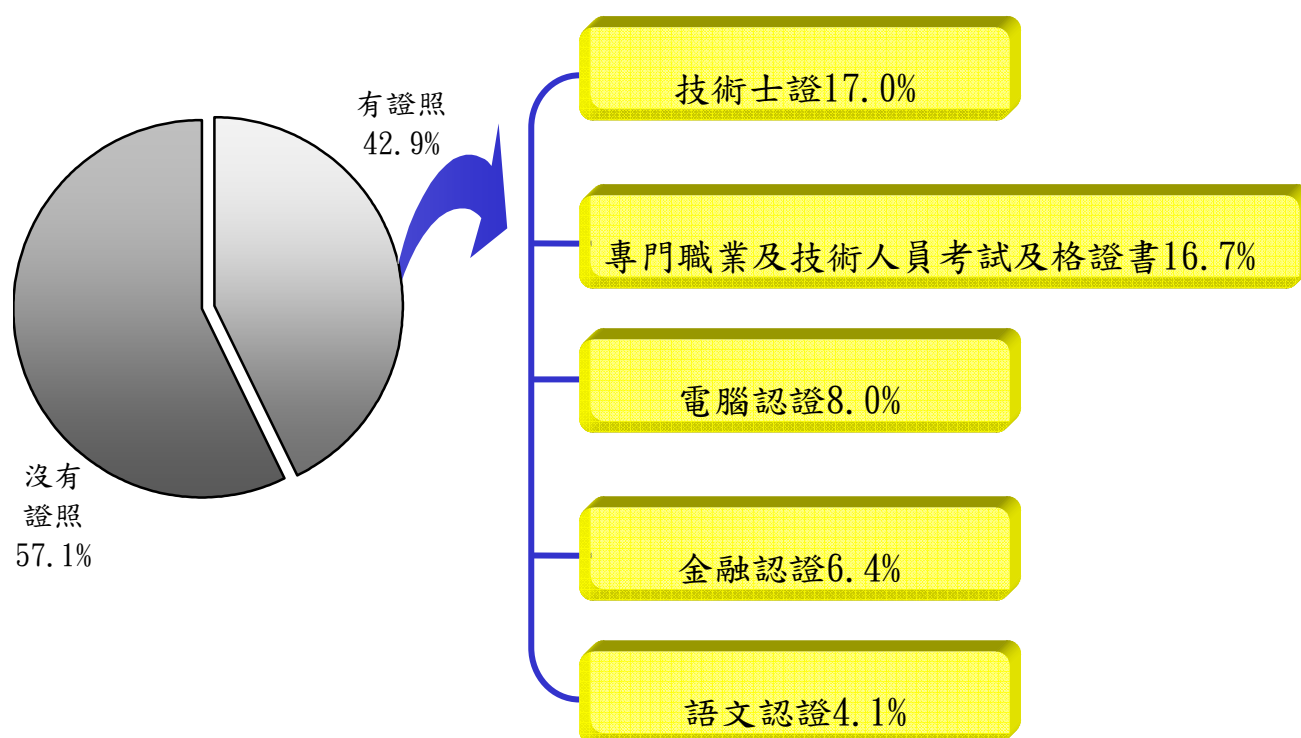 有證照
42.9%
沒有
證照
57.1%
技術士證17.0%
專門職業及技術人員考試及格證書16.7%
電腦認證8.0%
金融認證6.4%
語文認證4.1%